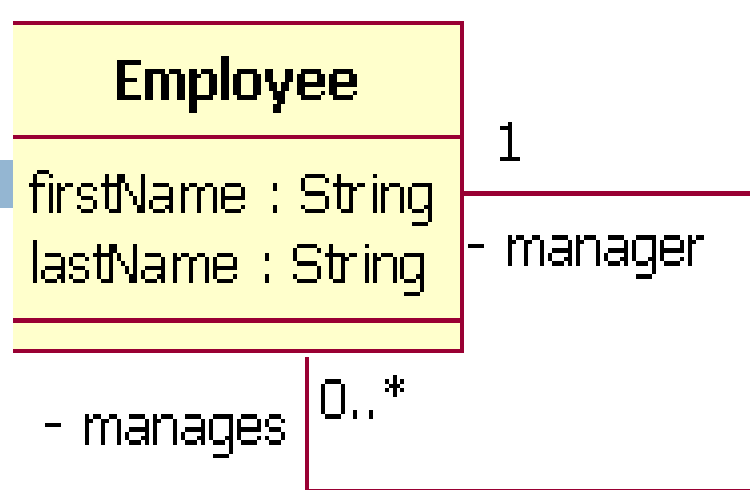 Employee
1
firstName : String
lastName : String
- manager
0..*
- manages